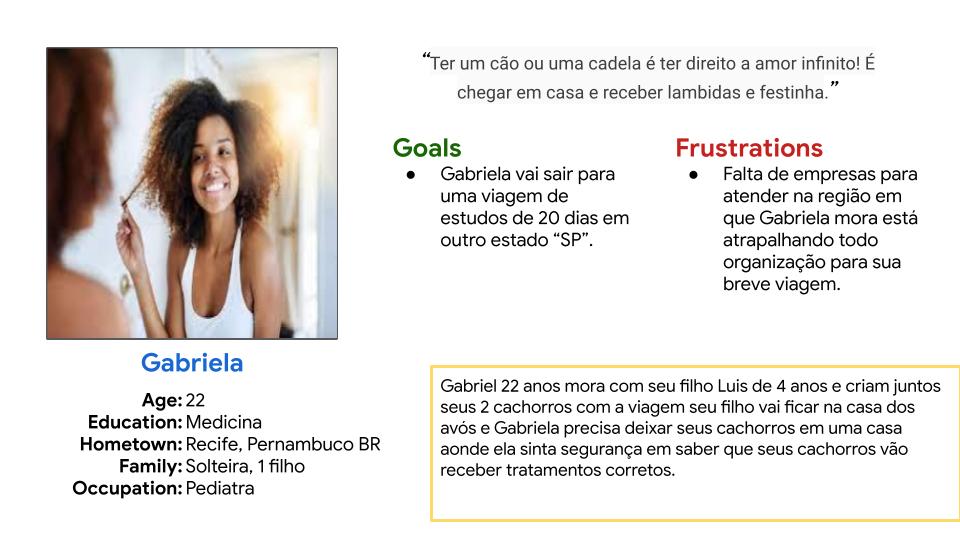 “Ter um cão ou uma cadela é ter direito a amor infinito! É
chegar em casa e receber lambidas e festinha.”
Goals
● Gabriela vai sair para
uma viagem de
estudos de 20 dias em
outro estado “SP”.
Frustrations
● Falta de empresas para
atender na região em
que Gabriela mora está
atrapalhando todo
organização para sua
breve viagem.
Gabriela
Age: 22
Education: Medicina
Hometown: Recife, Pernambuco BR
Family: Solteira, 1 filho
Occupation: Pediatra
Gabriel 22 anos mora com seu filho Luis de 4 anos e criam juntos
seus 2 cachorros com a viagem seu filho vai ficar na casa dos
avós e Gabriela precisa deixar seus cachorros em uma casa
aonde ela sinta segurança em saber que seus cachorros vão
receber tratamentos corretos.